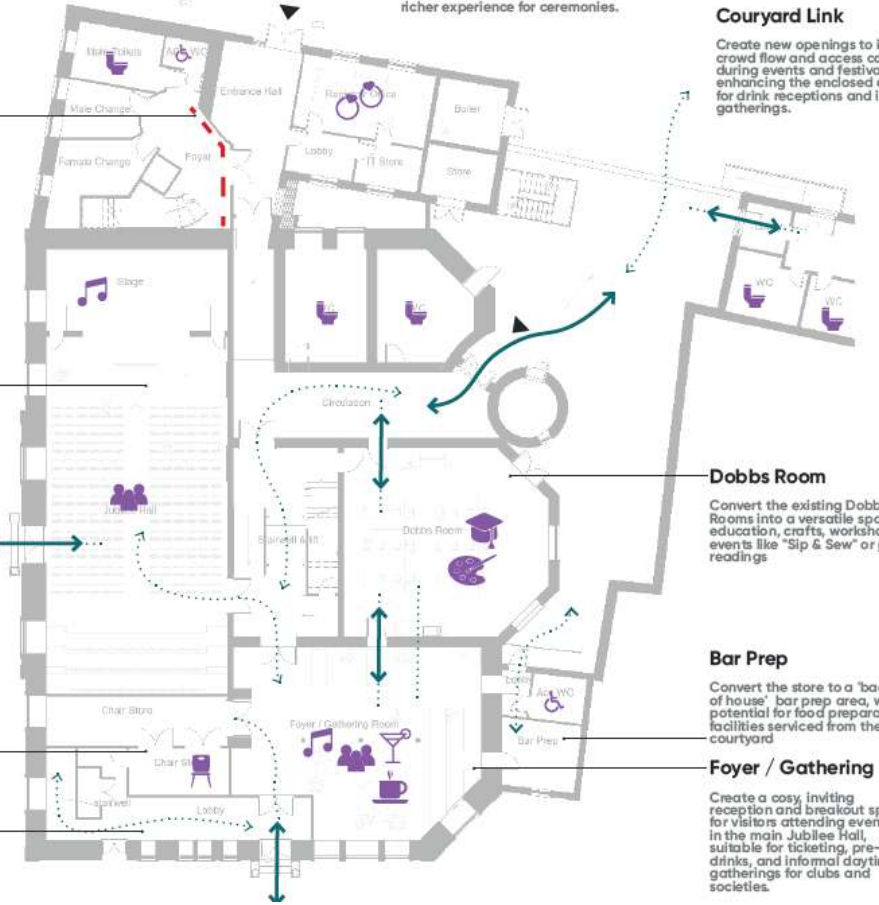 richer experience for ceremonies.
Couryard Link
Create new openings to i
crowd flow and access co
during events and festiva
enhancing the enclosed
for drink receptions and i
gatherings.
Male Toilets
Acc WC
Entrance Hall
Boiler
Male Change
Lobby
IT Store
Female Change
Foyer
Store
Stage
WC
WC
WC
Circulation
Dobbs Room
Convert the existing Dobb
Rooms into a versatile spa
education, crafts, worksho
events like "Sip & Sew" or
readings
Jubilee Hall
Stairwell & lift
Dobbs Room
Bar Prep
Convert the store to a 'ba
of house' bar prep area, w
potential for food prepara
facilities serviced from the
courtyard
Lobby
Acc WC
Bar Prep
Chair Store
Foyer / Gathering Room
Foyer / Gathering
Create a cosy, inviting
reception and breakout sp
for visitors attending even
in the main Jubilee Hall,
suitable for ticketing, pre-
drinks, and informal dayti
gatherings for clubs and
societies.
Chair
stairwell
Lobby